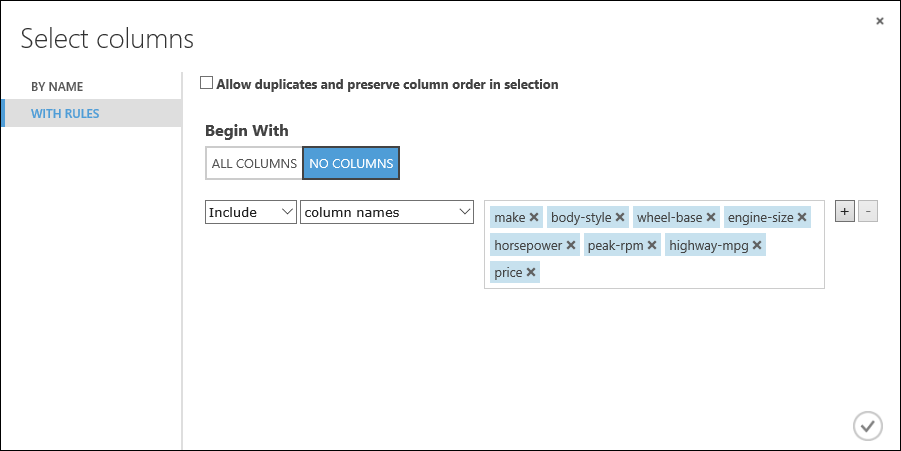 Select columns
BY NAME
WITH RULES
Allow duplicates and preserve column order in selection
Begin With
ALL COLUMNS NO COLUMNS
Include column names
make × body-style × wheel-base × engine-size ×
horsepower × peak-rpm × highway-mpg ×
price ×
+ -